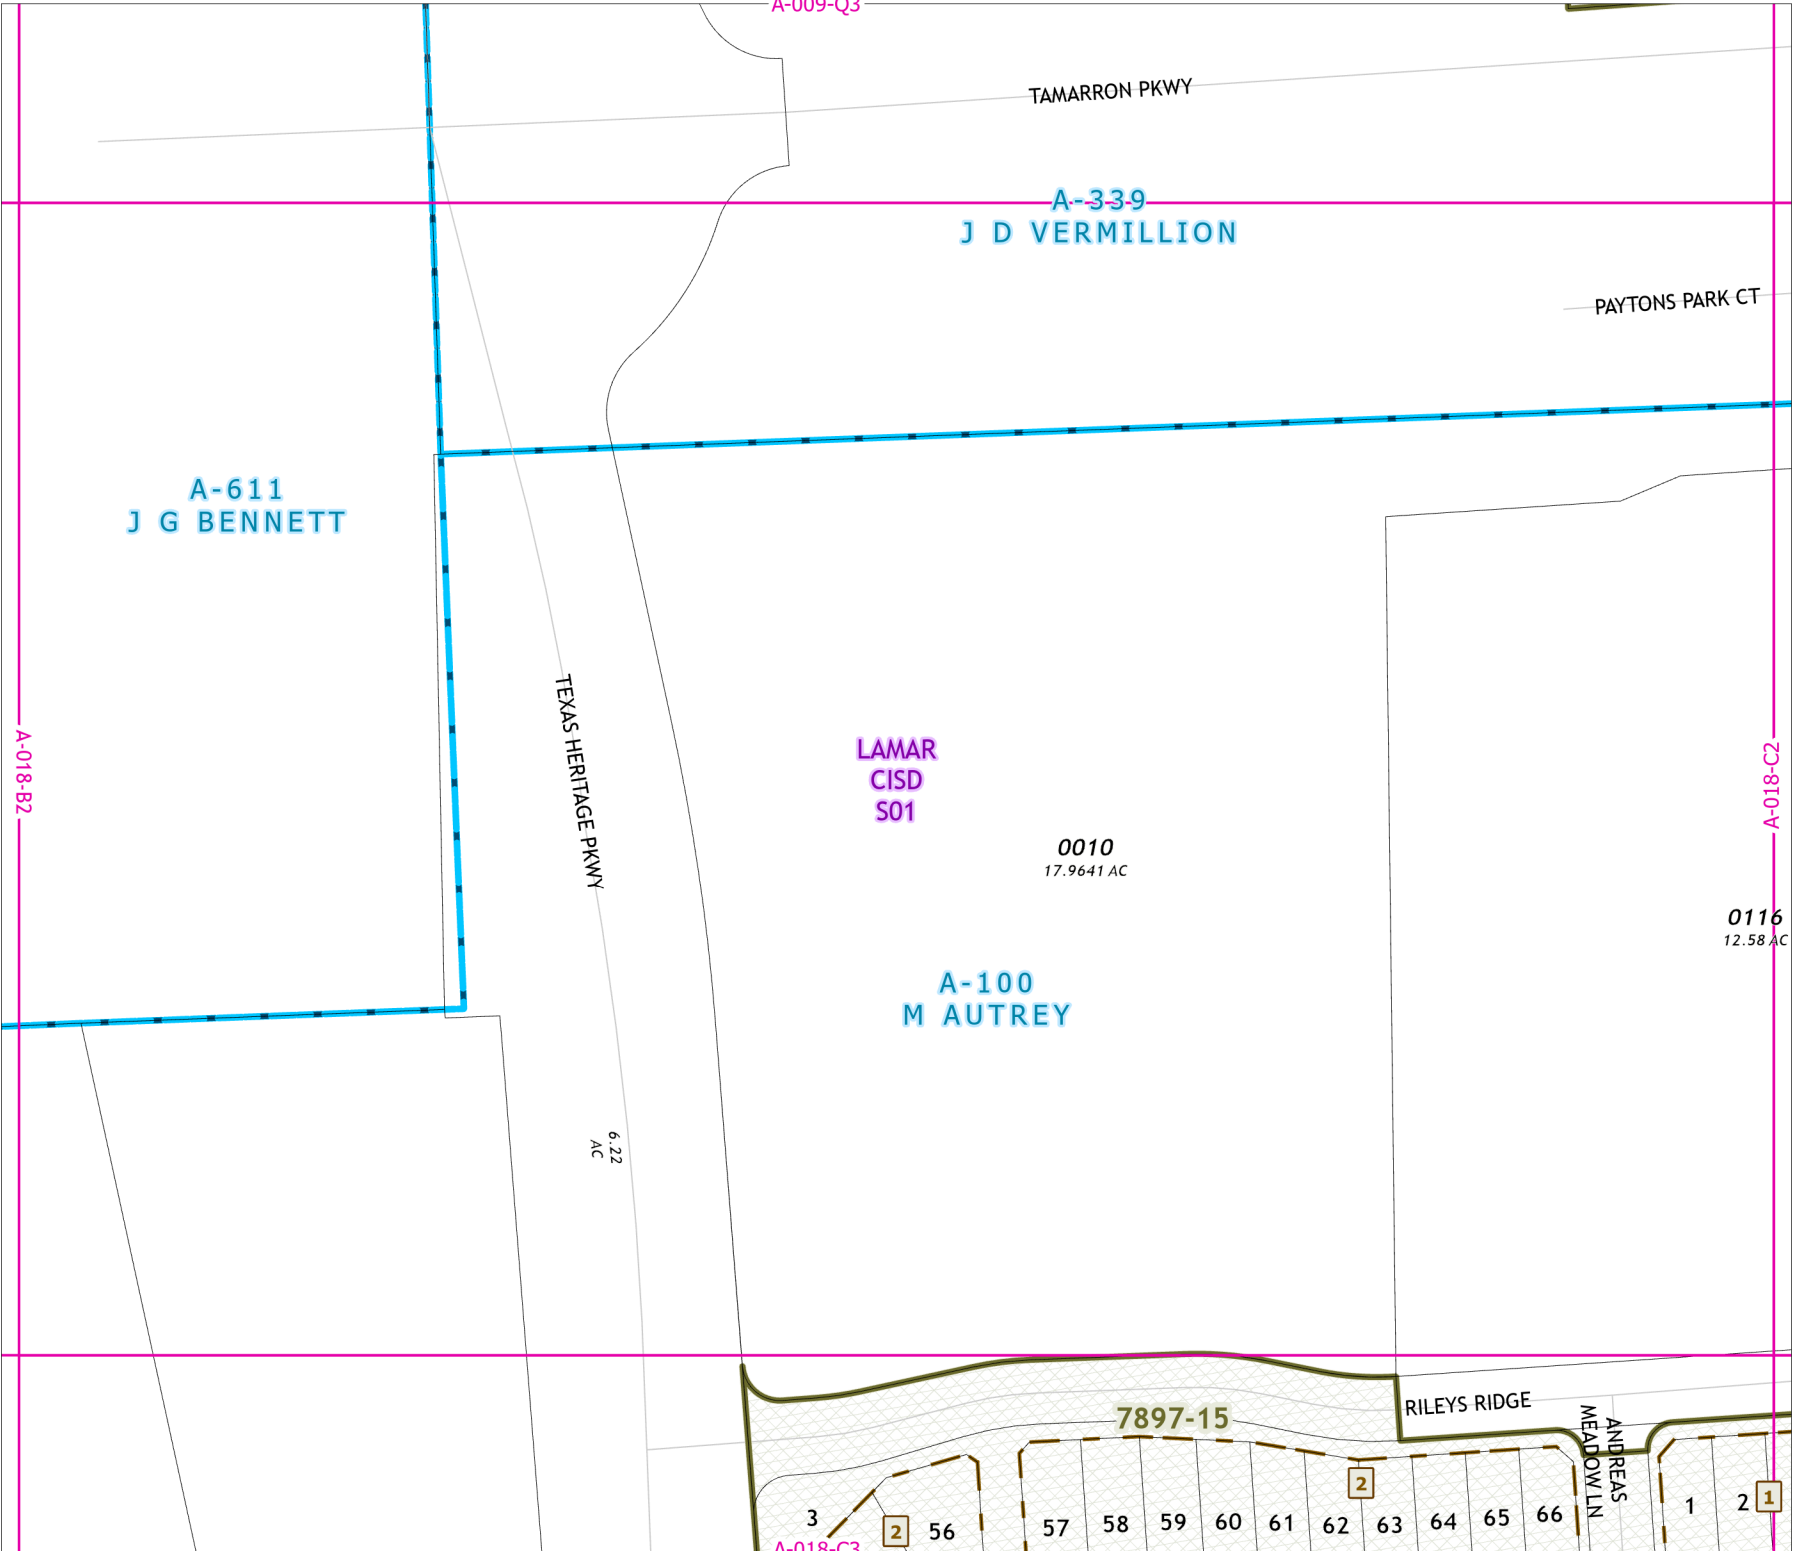 A-009-Q3
TAMARRON PKWY
A-339
J D VERMILLION
PAYTONS PARK CT
A-611
J G BENNETT
A-018-B2
TEXAS HERITAGE PKWY
LAMAR
CISD
S01
0010
17.9641 AC
A-018-C2
0116
12.58 AC
A-100
M AUTREY
6.22
AC
7897-15
RILEYS RIDGE
ANDREAS
MEADOW LN
3
2
56
57
58
59
60
61
62
2
63
64
65
66
1
2
1
A-018-C3